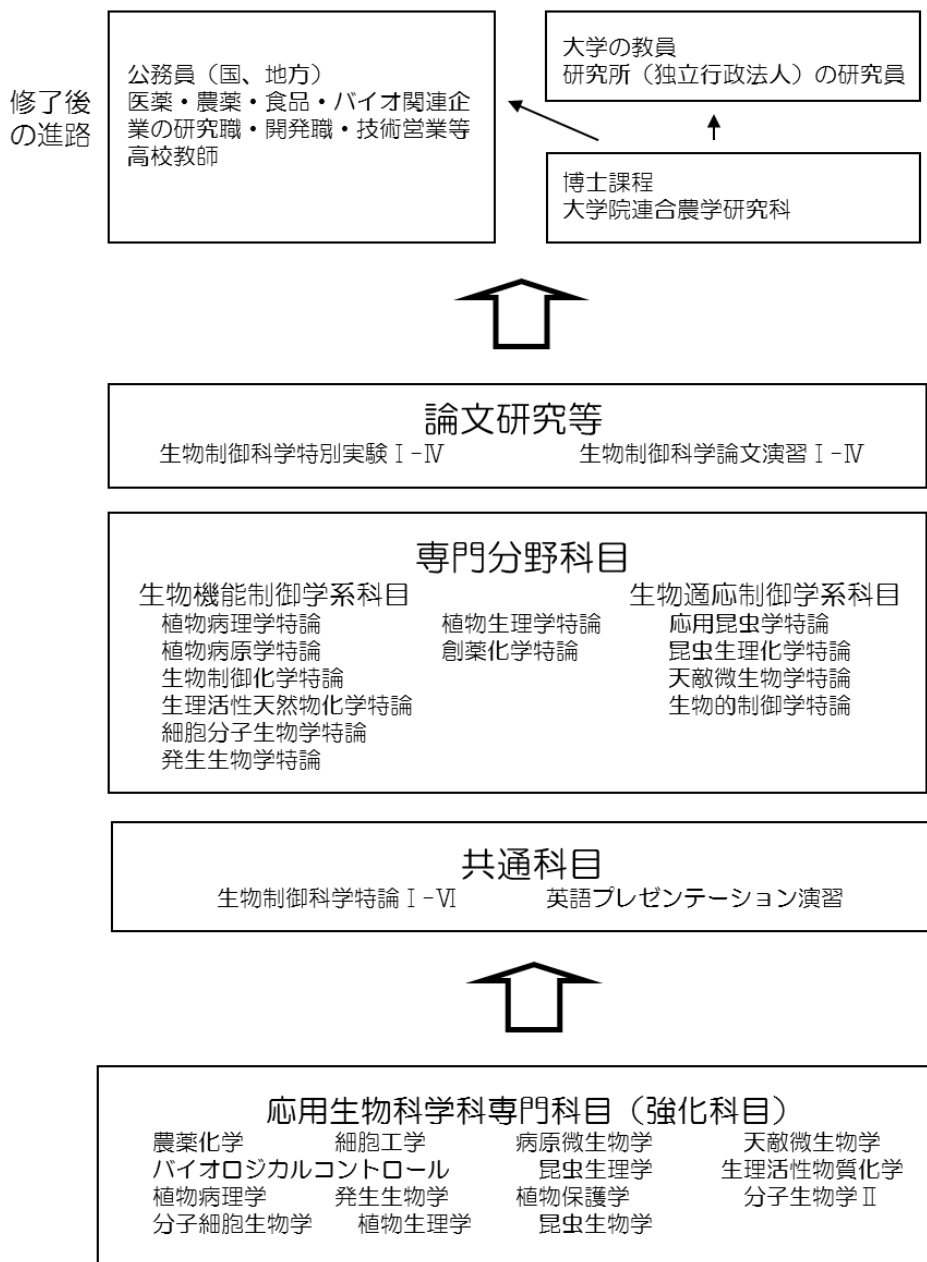 修了後
の進路
公務員（国、地方）
医薬・農薬・食品・バイオ関連企
業の研究職・開発職・技術営業等
高校教師
大学の教員
研究所（独立行政法人）の研究員
博士課程
大学院連合農学研究科
論文研究等
生物制御科学特別実験Ⅰ-Ⅳ 生物制御科学論文演習Ⅰ-Ⅳ
専門分野科目
生物機能制御学系科目 生物適応制御学系科目
植物病理学特論 植物生理学特論 応用昆虫学特論
植物病原学特論 創薬化学特論 昆虫生理化学特論
生物制御化学特論 天敵微生物学特論
生理活性天然物化学特論 生物的制御学特論
細胞分子生物学特論
発生生物学特論
共通科目
生物制御科学特論Ⅰ-Ⅵ 英語プレゼンテーション演習
応用生物科学科専門科目（強化科目）
農薬化学 細胞工学 病原微生物学 天敵微生物学
バイオロジカルコントロール 昆虫生理学 生理活性物質化学
植物病理学 発生生物学 植物保護学 分子生物学Ⅱ
分子細胞生物学 植物生理学 昆虫生物学